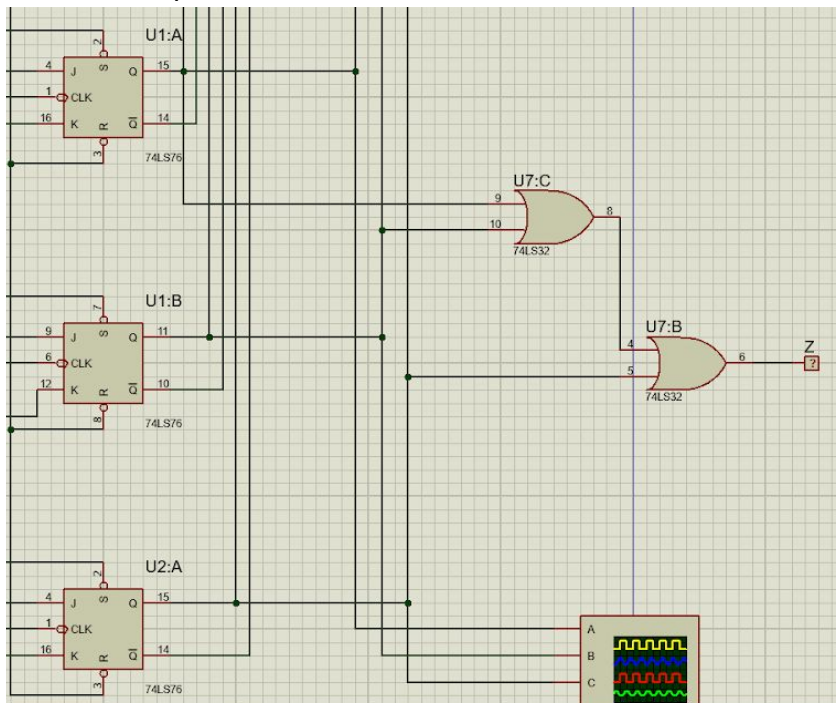 U1:A
2
4 J S Q 15
1 CLK
16 K R Q 14
3
74LS76
U7:C
9
10
8
74LS32
U1:B
7
9 J S Q 11
6 CLK
12 K R Q 10
8
74LS76
U7:B
4
5
6
74LS32
Z
?
U2:A
2
4 J S Q 15
1 CLK
16 K R Q 14
3
74LS76
A
B
C